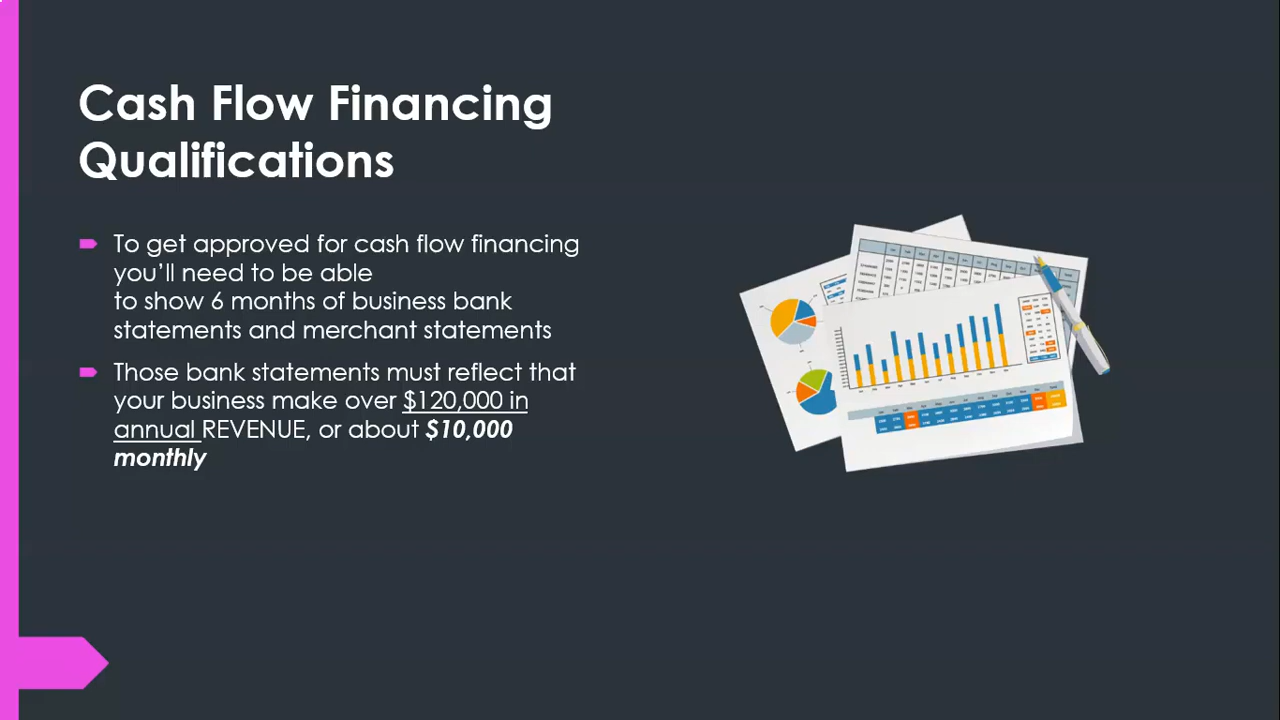 Cash Flow Financing
Qualifications
To get approved for cash flow financing
you’ll need to be able
to show 6 months of business bank
statements and merchant statements
Those bank statements must reflect that
your business make over $120,000 in
annual REVENUE, or about $10,000
monthly